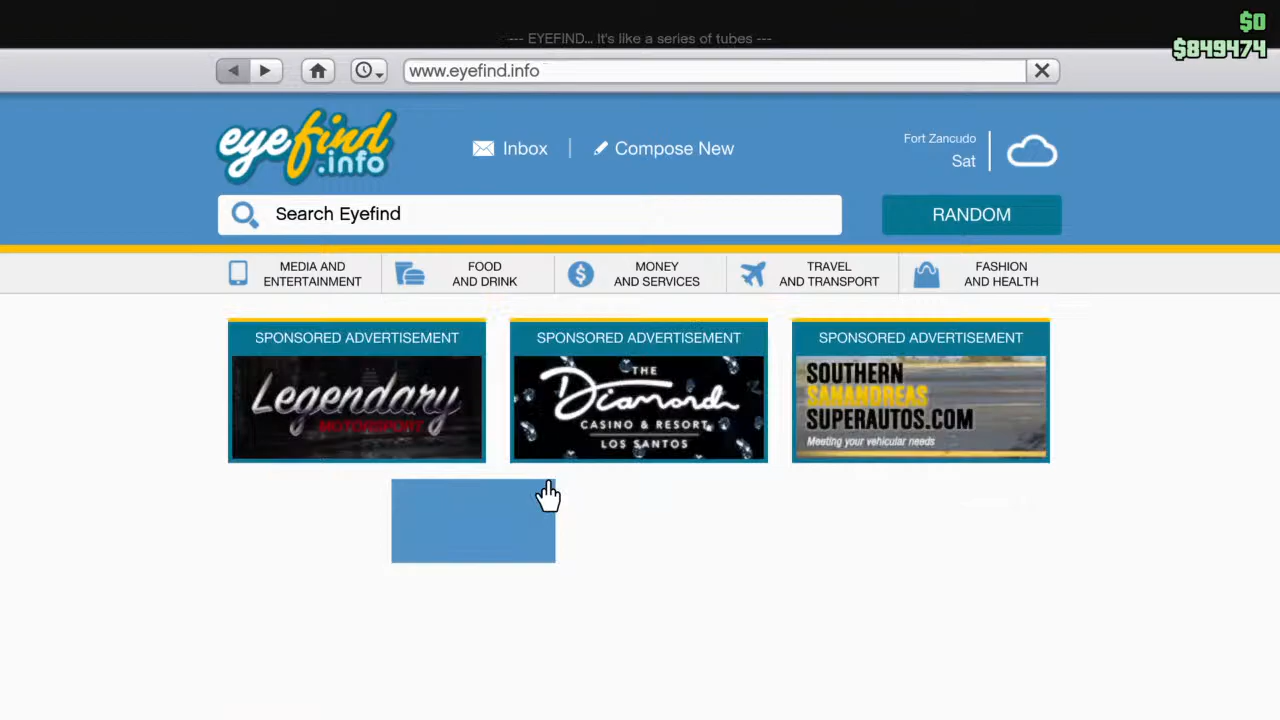 $0
$849474
--- EYEFIND... It's like a series of tubes ---
www.eyefind.info
eyefind
.info
Inbox
Compose New
Fort Zancudo
Sat
Search Eyefind
RANDOM
MEDIA AND
ENTERTAINMENT
FOOD
AND DRINK
MONEY
AND SERVICES
TRAVEL
AND TRANSPORT
FASHION
AND HEALTH
SPONSORED ADVERTISEMENT
Legendary
MOTORSPORT
SPONSORED ADVERTISEMENT
THE
Diamond
CASINO & RESORT
LOS SANTOS
SPONSORED ADVERTISEMENT
SOUTHERN
SANANDREAS
SUPERAUTOS.COM
Meeting your vehicular needs